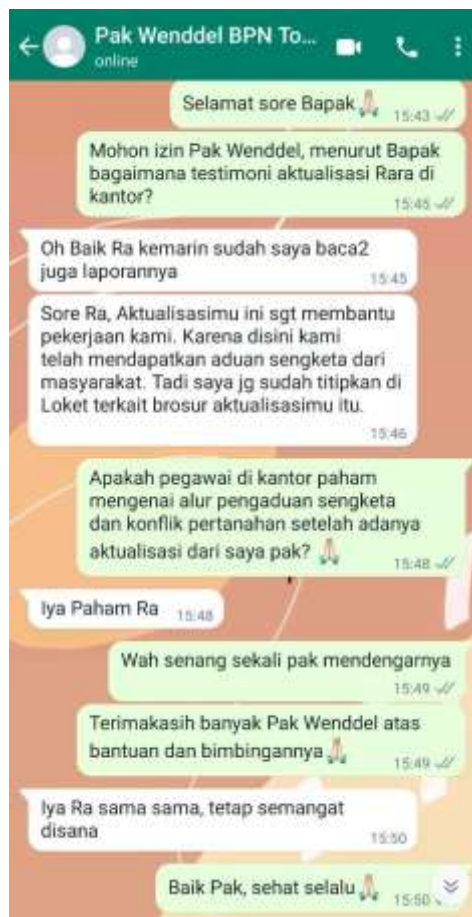 Pak Wenddel BPN To...
online
Selamat sore Bapak🙏🏻
15:43
Mohon izin Pak Wenddel, menurut Bapak
bagaimana testimoni aktualisasi Rara di
kantor?
15:45
Oh Baik Ra kemarin sudah saya baca2
juga laporannya
15:45
Sore Ra, Aktualisasimu ini sgt membantu
pekerjaan kami. Karena disini kami
telah mendapatkan aduan sengketa dari
masyarakat. Tadi saya jg sudah titipkan di
Loket terkait brosur aktualisasimu itu.
15:46
Apakah pegawai di kantor paham
mengenai alur pengaduan sengketa
dan konflik pertanahan setelah adanya
aktualisasi dari saya pak? 🙏🏻
15:48
Iya Paham Ra
15:48
Wah senang sekali pak mendengarnya
15:49
Terimakasih banyak Pak Wenddel atas
bantuan dan bimbingannya🙏🏻
15:49
Iya Ra sama sama, tetap semangat
disana
15:50
Baik Pak, sehat selalu🙏🏻
15:50